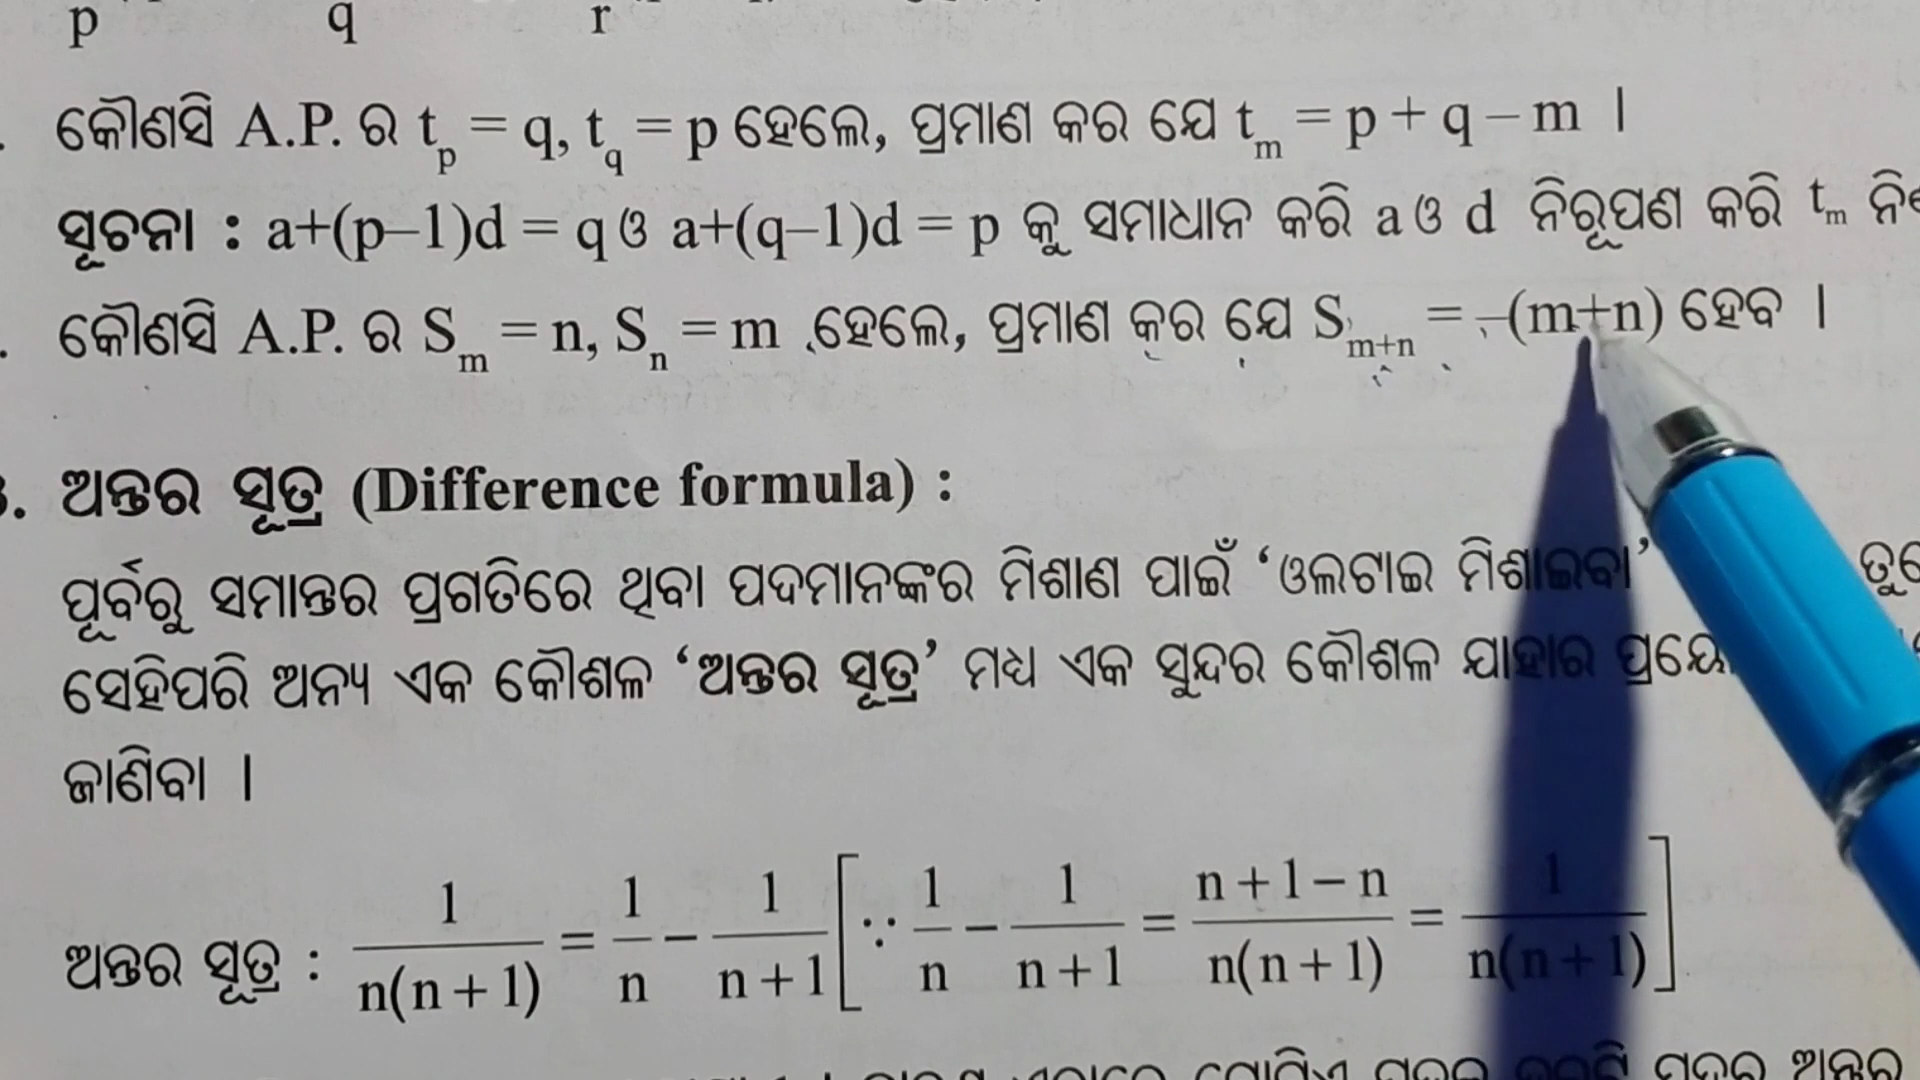 p q r
କୌଣସି A.P. ର t_p = q, t_q = p ହେଲେ, ପ୍ରମାଣ କର ଯେ t_m = p + q – m ।
ସୂଚନା : a+(p–1)d = q ଓ a+(q–1)d = p କୁ ସମାଧାନ କରି a ଓ d ନିରୂପଣ କରି t_m
କୌଣସି A.P. ର S_m = n, S_n = m ହେଲେ, ପ୍ରମାଣ କର ଯେ S_{m+n} = –(m+n) ହେବ ।
3. ଅନ୍ତର ସୂତ୍ର (Difference formula) :
ପୂର୍ବରୁ ସମାନ୍ତର ପ୍ରଗତିରେ ଥିବା ପଦମାନଙ୍କର ମିଶାଣ ପାଇଁ ‘ଓଲଟାଇ ମିଶାଇବା’
ସେହିପରି ଅନ୍ୟ ଏକ କୌଶଳ ‘ଅନ୍ତର ସୂତ୍ର’ ମଧ୍ୟ ଏକ ସୁନ୍ଦର କୌଶଳ ଯାହାର
ଜାଣିବା ।
ଅନ୍ତର ସୂତ୍ର : 1/(n(n+1)) = 1/n – 1/(n+1) [∵ 1/n – 1/(n+1) = (n+1–n)/(n(n+1)) = 1/(n(n+1))]